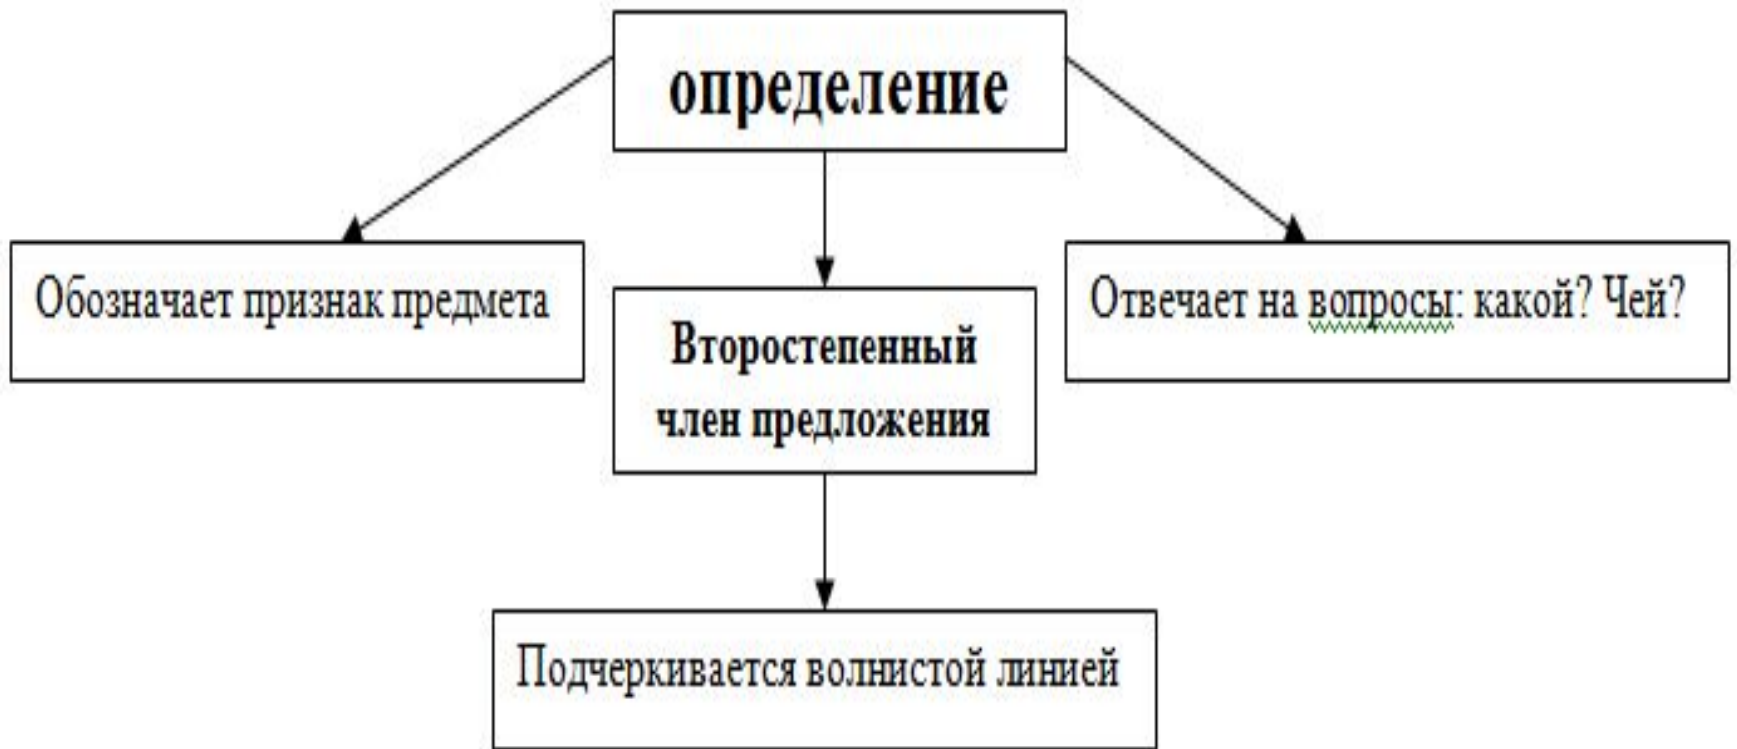 определение
Обозначает признак предмета
Второстепенный
член предложения
Отвечает на вопросы: какой? Чей?
Подчеркивается волнистой линией